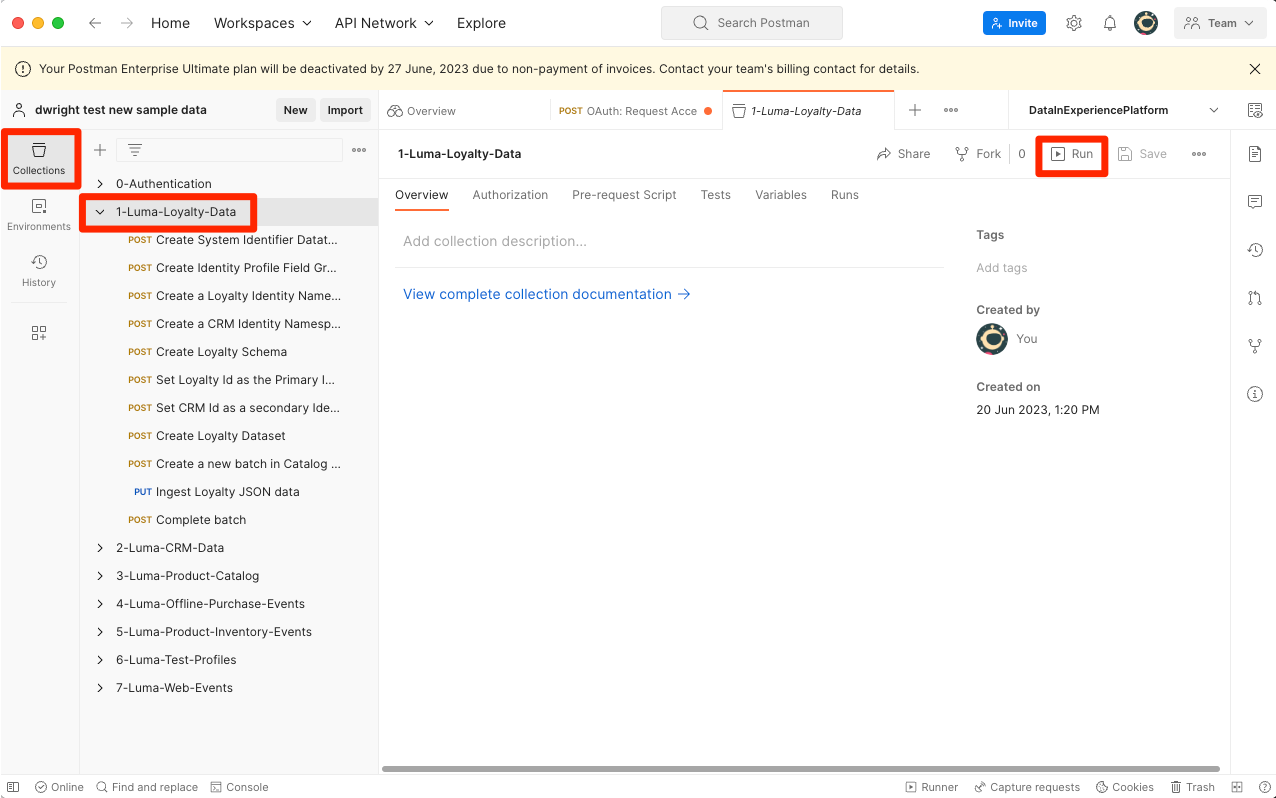 Home
Workspaces
API Network
Explore
Search Postman
Invite
Team
Your Postman Enterprise Ultimate plan will be deactivated by 27 June, 2023 due to non-payment of invoices. Contact your team's billing contact for details.
dwright test new sample data
New
Import
Overview
POST OAuth: Request Acce
1-Luma-Loyalty-Data
DataInExperiencePlatform
Collections
Environments
History
0-Authentication
1-Luma-Loyalty-Data
POST Create System Identifier Datat...
POST Create Identity Profile Field Gr...
POST Create a Loyalty Identity Name...
POST Create a CRM Identity Namesp...
POST Create Loyalty Schema
POST Set Loyalty Id as the Primary I...
POST Set CRM Id as a secondary Ide...
POST Create Loyalty Dataset
POST Create a new batch in Catalog ...
PUT Ingest Loyalty JSON data
POST Complete batch
2-Luma-CRM-Data
3-Luma-Product-Catalog
4-Luma-Offline-Purchase-Events
5-Luma-Product-Inventory-Events
6-Luma-Test-Profiles
7-Luma-Web-Events
1-Luma-Loyalty-Data
Share
Fork
0
Run
Save
Overview
Authorization
Pre-request Script
Tests
Variables
Runs
Add collection description...
View complete collection documentation →
Tags
Add tags
Created by
You
Created on
20 Jun 2023, 1:20 PM
Online
Find and replace
Console
Runner
Capture requests
Cookies
Trash